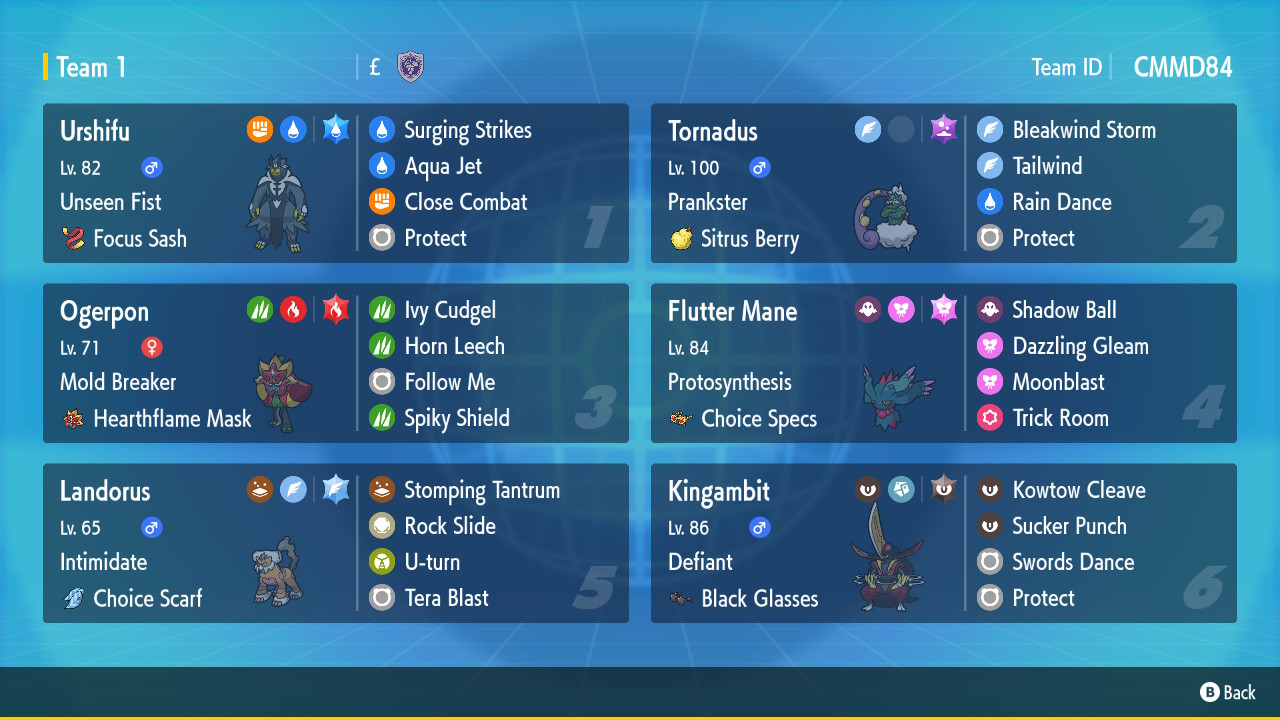 Team 1
£
Team ID
CMMD84
Urshifu
Lv. 82
Unseen Fist
Focus Sash
Surging Strikes
Aqua Jet
Close Combat
Protect
1
Tornadus
Lv. 100
Prankster
Sitrus Berry
Bleakwind Storm
Tailwind
Rain Dance
Protect
2
Ogerpon
Lv. 71
Mold Breaker
Hearthflame Mask
Ivy Cudgel
Horn Leech
Follow Me
Spiky Shield
3
Flutter Mane
Lv. 84
Protosynthesis
Choice Specs
Shadow Ball
Dazzling Gleam
Moonblast
Trick Room
4
Landorus
Lv. 65
Intimidate
Choice Scarf
Stomping Tantrum
Rock Slide
U-turn
Tera Blast
5
Kingambit
Lv. 86
Defiant
Black Glasses
Kowtow Cleave
Sucker Punch
Swords Dance
Protect
6
B Back